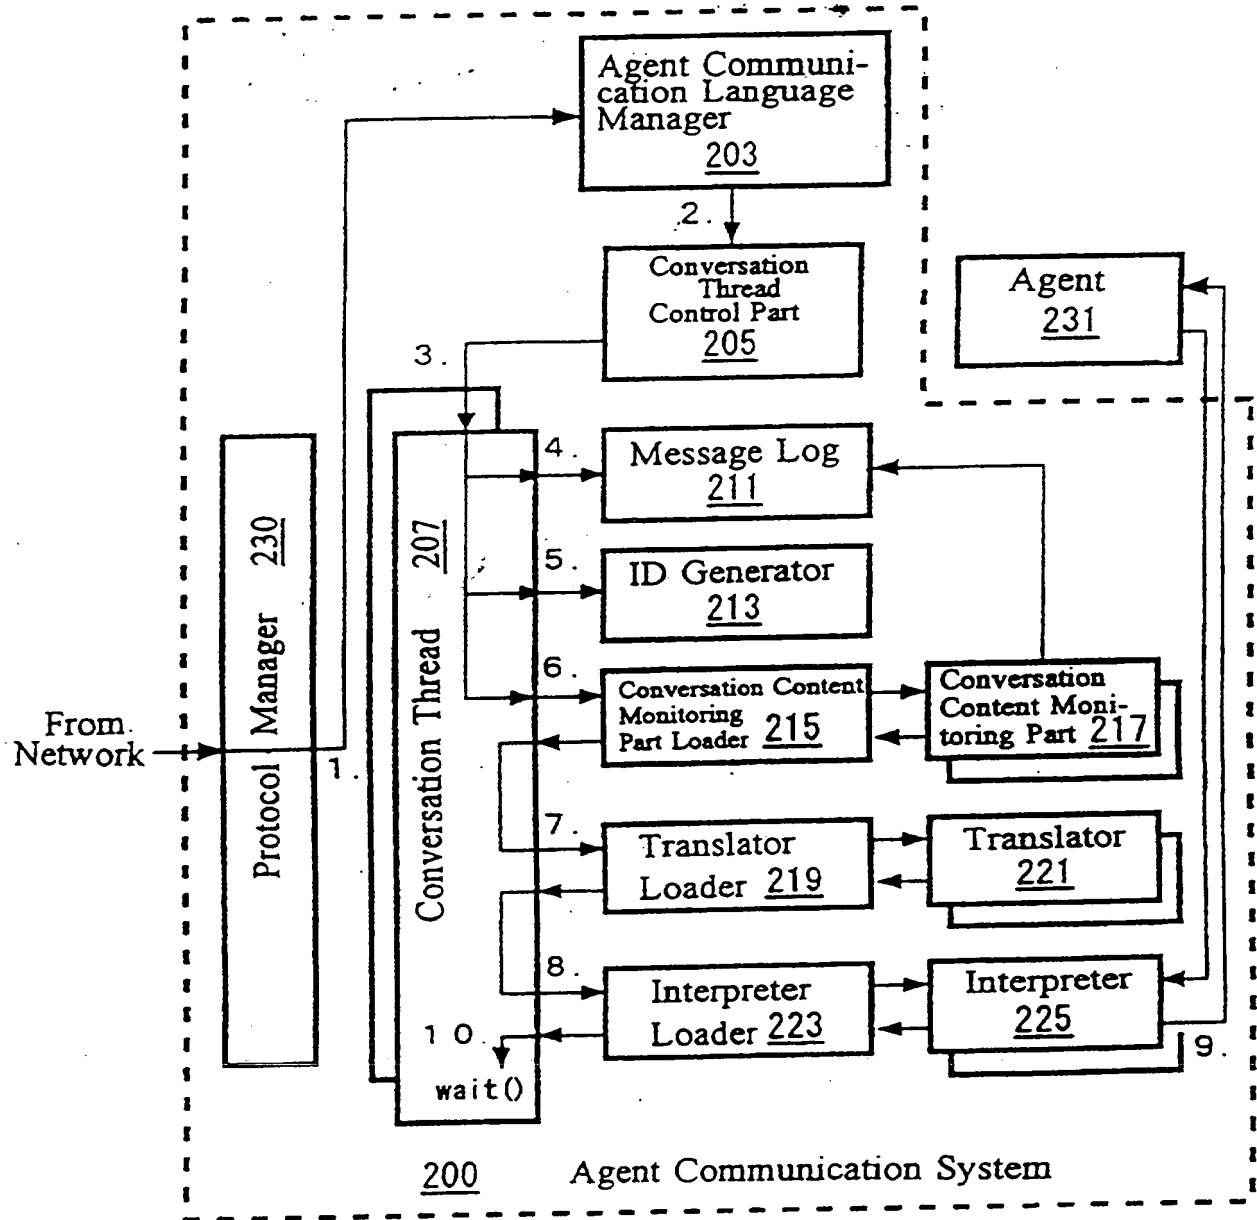 Agent Communi-
cation Language
Manager
203
2.
Conversation
Thread
Control Part
205
Agent
231
3.
4.
Message Log
211
5.
ID Generator
213
6.
Conversation Content
Monitoring
Part Loader 215
Conversation
Content Moni-
toring Part 217
From
Network
1.
Protocol Manager 230
Conversation Thread 207
7.
Translator
Loader 219
Translator
221
8.
Interpreter
Loader 223
Interpreter
225
9.
10.
wait()
200 Agent Communication System